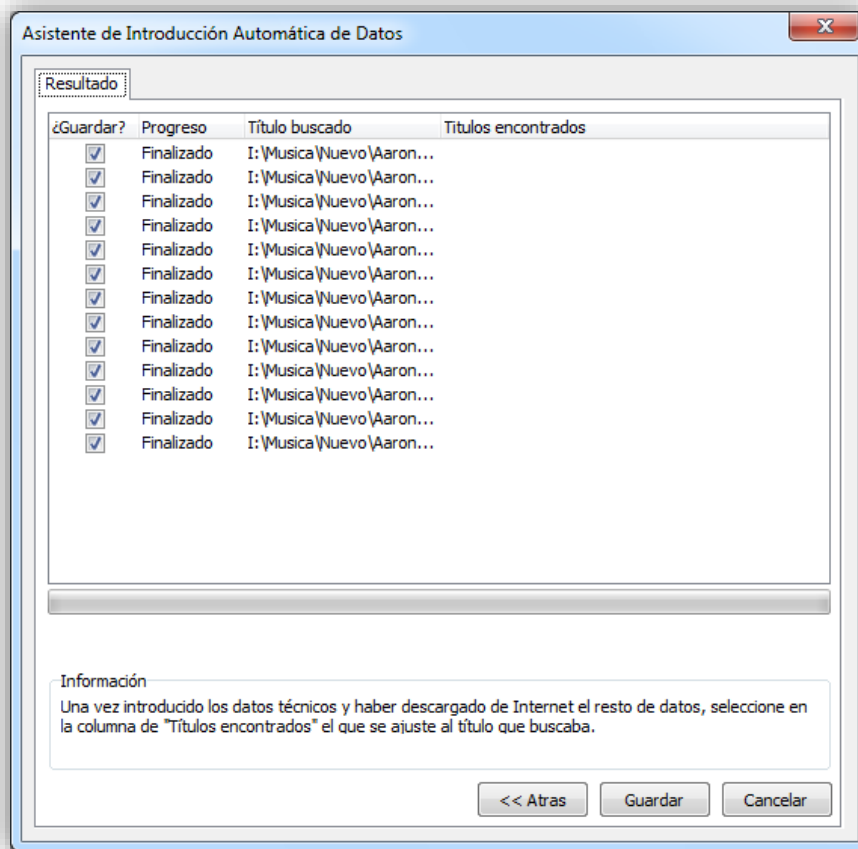 Asistente de Introducción Automática de Datos
Resultado
¿Guardar? Progreso Título buscado Titulos encontrados
Finalizado I:\Musica\Nuevo\Aaron...
Finalizado I:\Musica\Nuevo\Aaron...
Finalizado I:\Musica\Nuevo\Aaron...
Finalizado I:\Musica\Nuevo\Aaron...
Finalizado I:\Musica\Nuevo\Aaron...
Finalizado I:\Musica\Nuevo\Aaron...
Finalizado I:\Musica\Nuevo\Aaron...
Finalizado I:\Musica\Nuevo\Aaron...
Finalizado I:\Musica\Nuevo\Aaron...
Finalizado I:\Musica\Nuevo\Aaron...
Finalizado I:\Musica\Nuevo\Aaron...
Finalizado I:\Musica\Nuevo\Aaron...
Finalizado I:\Musica\Nuevo\Aaron...
Información
Una vez introducido los datos técnicos y haber descargado de Internet el resto de datos, seleccione en
la columna de "Títulos encontrados" el que se ajuste al título que buscaba.
<< Atras Guardar Cancelar